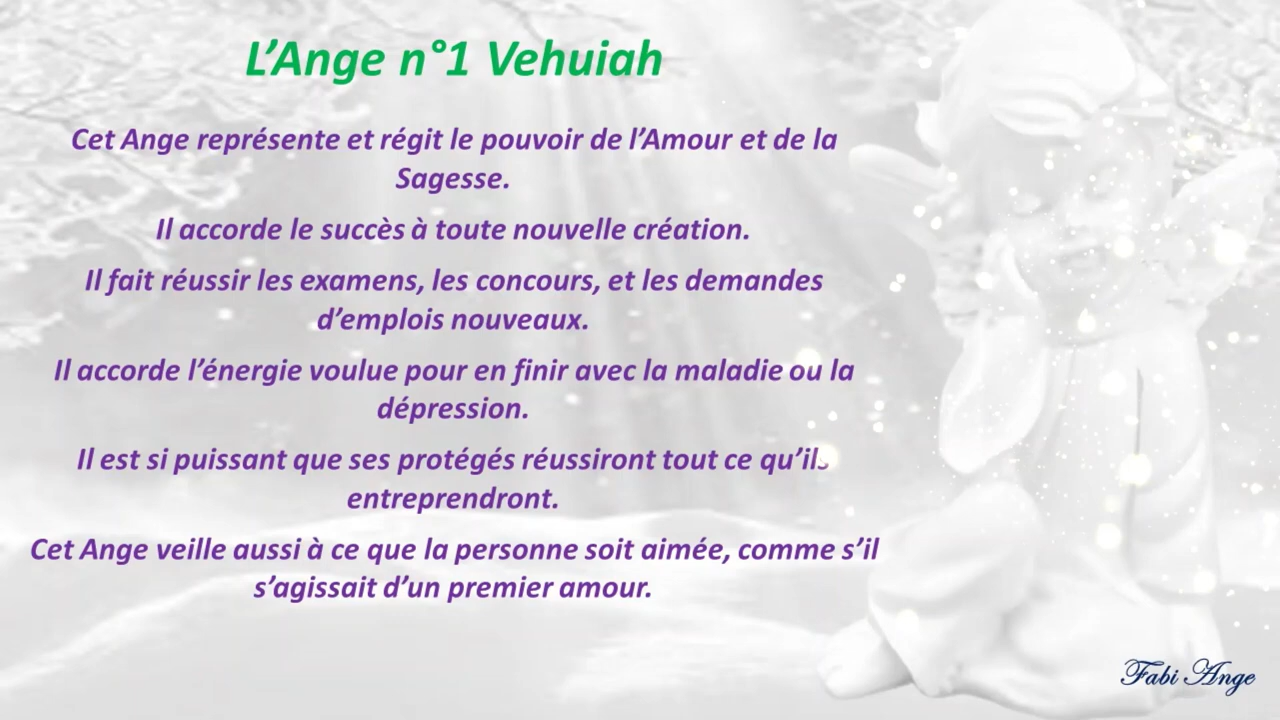 L’Ange n°1 Vehuiah
Cet Ange représente et régit le pouvoir de l’Amour et de la
Sagesse.
Il accorde le succès à toute nouvelle création.
Il fait réussir les examens, les concours, et les demandes
d’emplois nouveaux.
Il accorde l’énergie voulue pour en finir avec la maladie ou la
dépression.
Il est si puissant que ses protégés réussiront tout ce qu’ils
entreprendront.
Cet Ange veille aussi à ce que la personne soit aimée, comme s’il
s’agissait d’un premier amour.
Fabi Ange